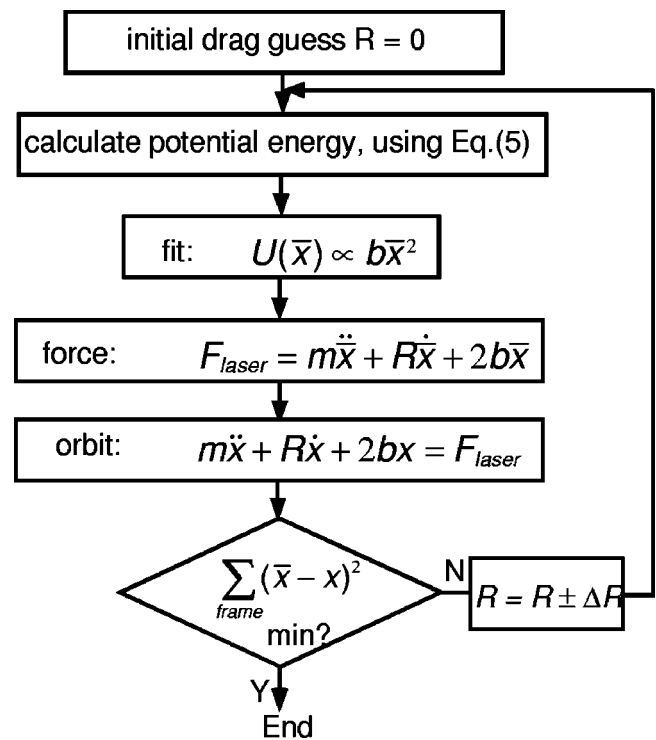 initial drag guess R = 0
calculate potential energy, using Eq.(5)
fit: U(x̅) ∝ bx̅²
force: F_laser = mẍ̅ + Rẋ̅ + 2bx̅
orbit: mẍ + Rẋ + 2bx = F_laser
∑(x̅ − x)²
frame
min?
N
R = R ± ΔR
Y
End